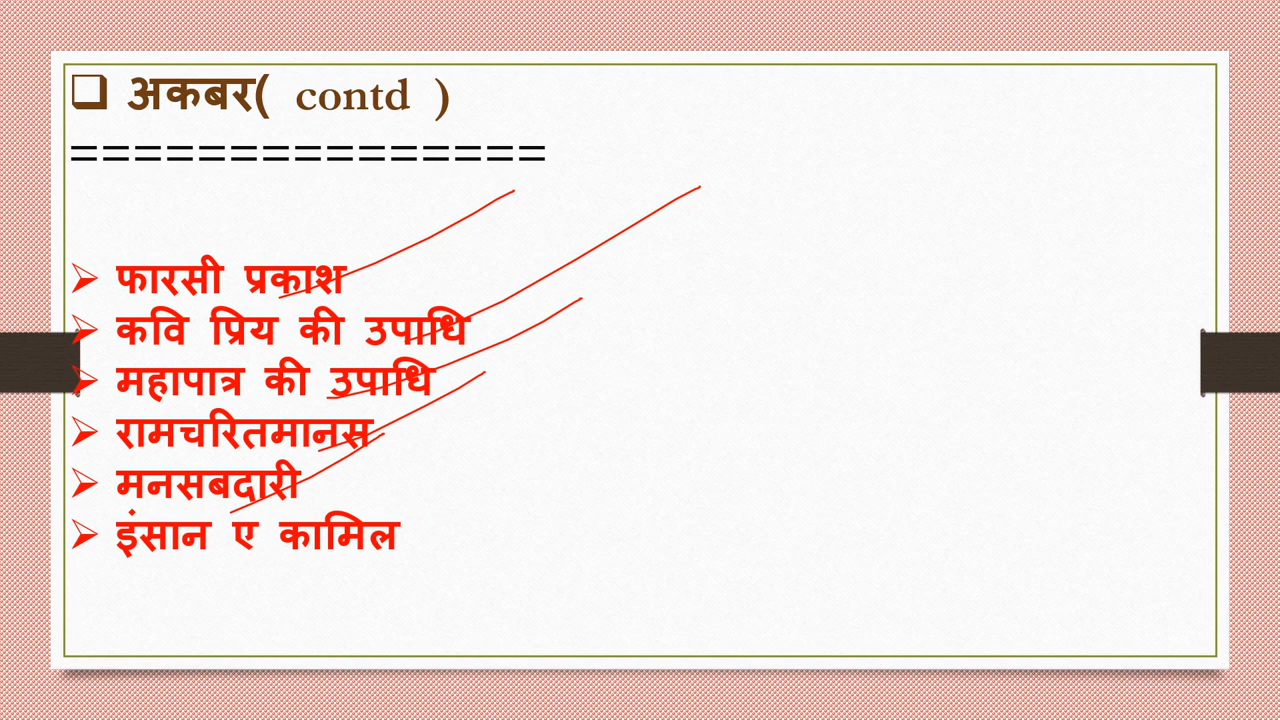 ❑ अकबर( contd )
===============
➢ फारसी प्रकाश
➢ कवि प्रिय की उपाधि
➢ महापात्र की उपाधि
➢ रामचरितमानस
➢ मनसबदारी
➢ इंसान ए कामिल